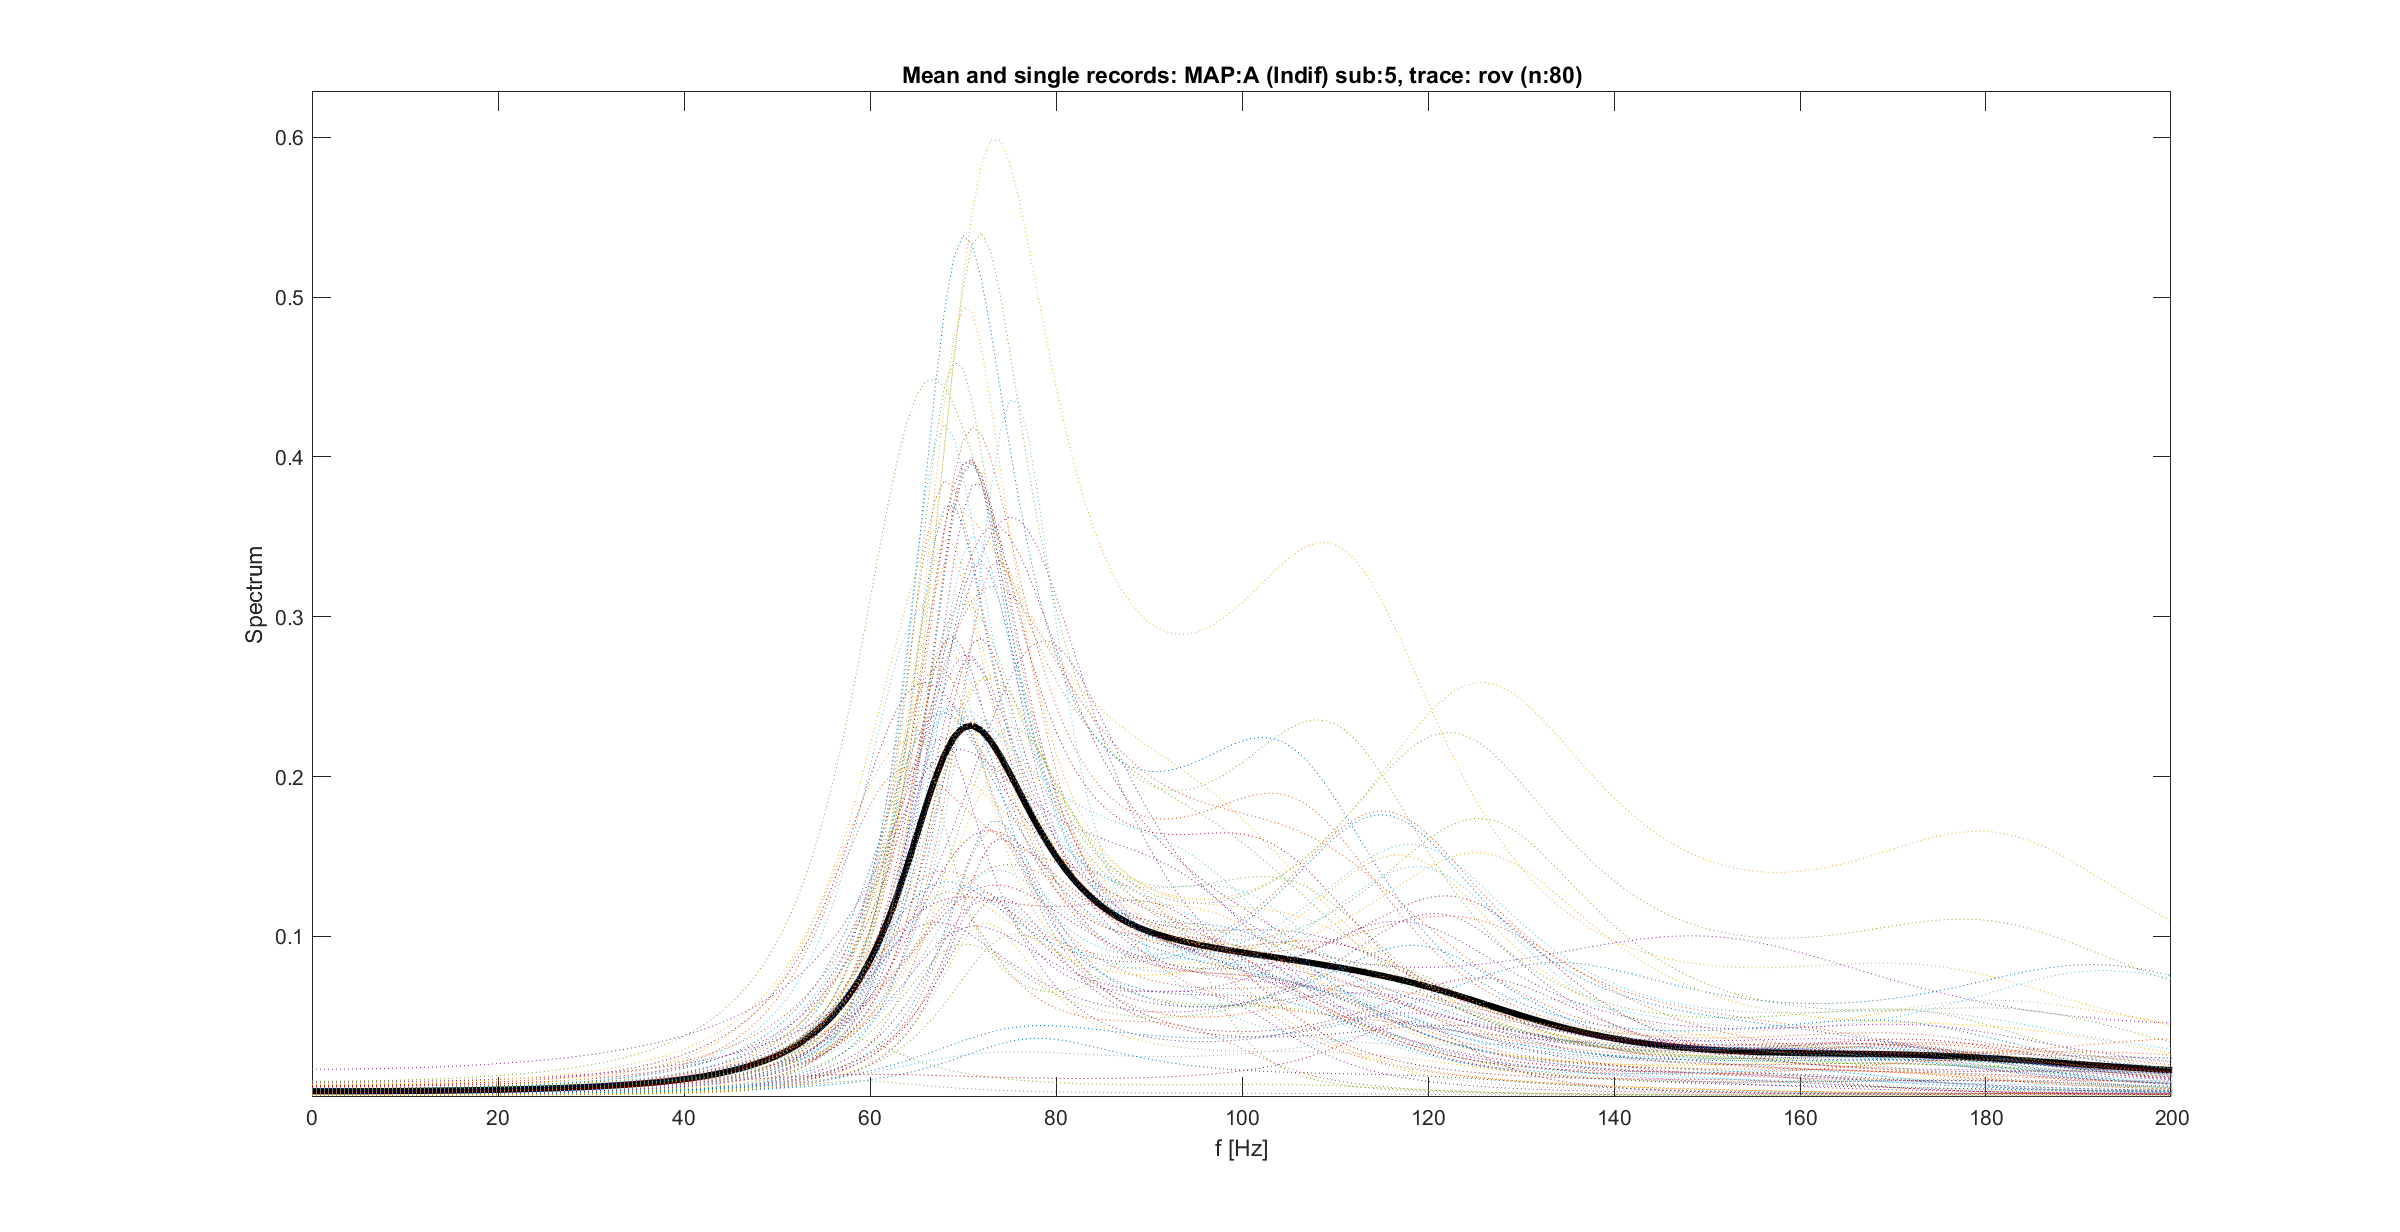 Mean and single records: MAP:A (Indif) sub:5, trace: rov (n:80)
0.6
0.5
0.4
0.3
0.2
0.1
Spectrum
0 20 40 60 80 100 120 140 160 180 200
f [Hz]